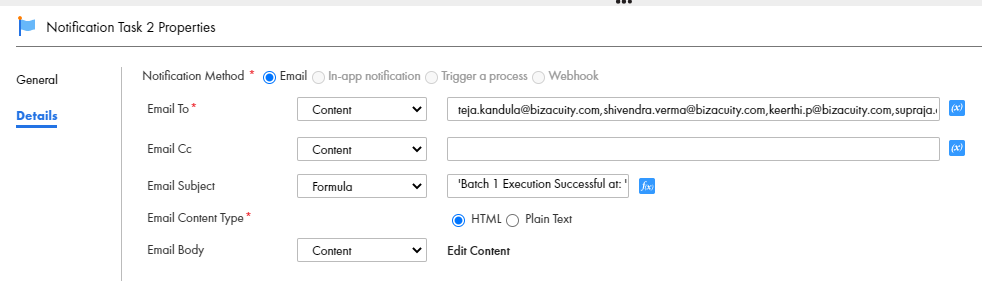 Notification Task 2 Properties
General
Details
Notification Method * Email In-app notification Trigger a process Webhook
Email To* Content teja.kandula@bizacuity.com,shivendra.verma@bizacuity.com,keerthi.p@bizacuity.com,supraja. (x)
Email Cc Content (x)
Email Subject Formula 'Batch 1 Execution Successful at: ' f(x)
Email Content Type* HTML Plain Text
Email Body Content Edit Content